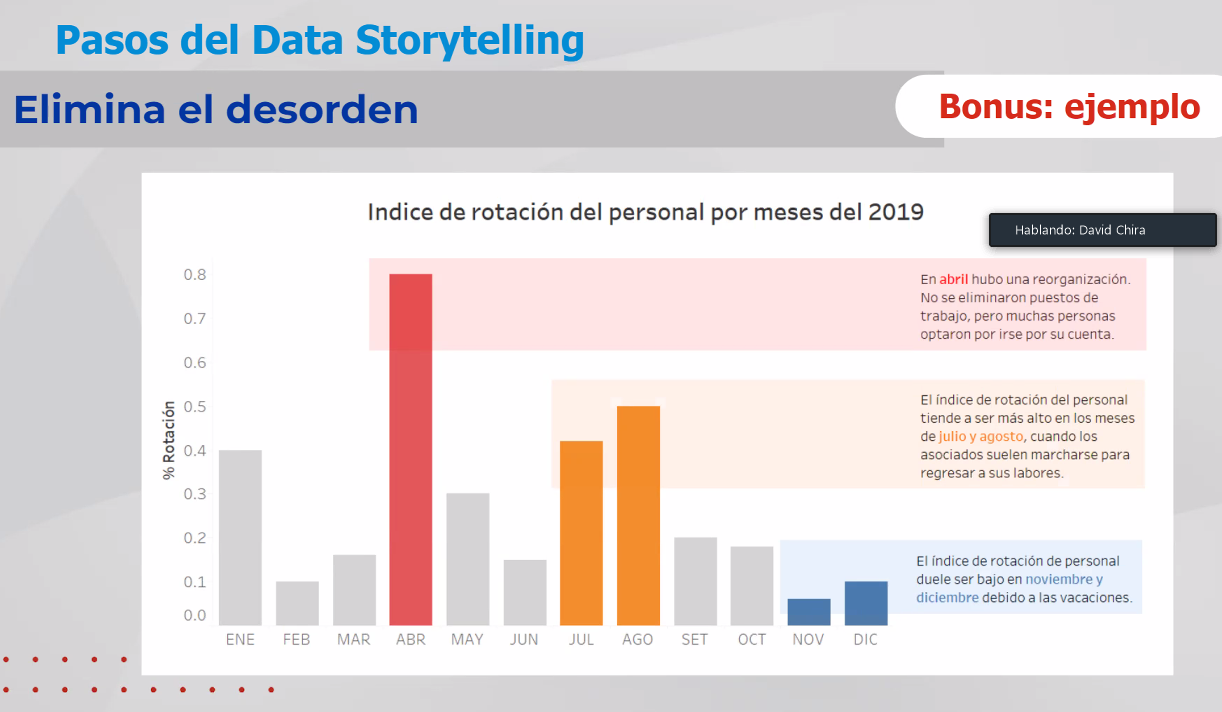 Pasos del Data Storytelling
Elimina el desorden
Bonus: ejemplo
Indice de rotación del personal por meses del 2019
Hablando: David Chira
% Rotación
0.8
0.7
0.6
0.5
0.4
0.3
0.2
0.1
0.0
En abril hubo una reorganización.
No se eliminaron puestos de
trabajo, pero muchas personas
optaron por irse por su cuenta.
El índice de rotación del personal
tiende a ser más alto en los meses
de julio y agosto, cuando los
asociados suelen marcharse para
regresar a sus labores.
El índice de rotación de personal
duele ser bajo en noviembre y
diciembre debido a las vacaciones.
ENE FEB MAR ABR MAY JUN JUL AGO SET OCT NOV DIC